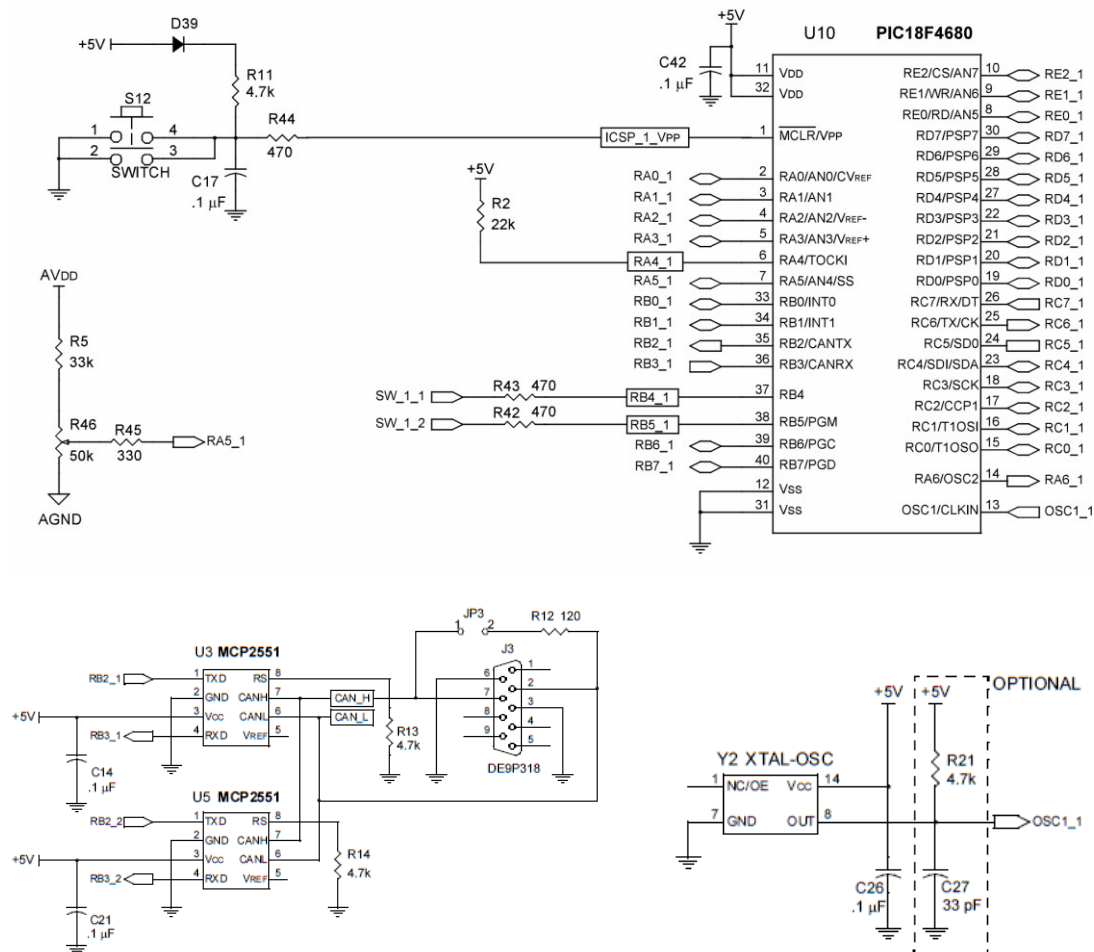 D39
+5V
R11
4.7k
S12
1 4
2 3
SWITCH
R44
470
C17
.1 µF
ICSP_1_VPP
+5V
R2
22k
+5V
C42
.1 µF
U10 PIC18F4680
11 VDD
32 VDD
1 MCLR/VPP
RA0_1 2 RA0/AN0/CVREF
RA1_1 3 RA1/AN1
RA2_1 4 RA2/AN2/VREF-
RA3_1 5 RA3/AN3/VREF+
RA4_1 6 RA4/TOCKI
RA5_1 7 RA5/AN4/SS
RB0_1 33 RB0/INT0
RB1_1 34 RB1/INT1
RB2_1 35 RB2/CANTX
RB3_1 36 RB3/CANRX
SW_1_1 R43 470 RB4_1 37 RB4
SW_1_2 R42 470 RB5_1 38 RB5/PGM
RB6_1 39 RB6/PGC
RB7_1 40 RB7/PGD
12 VSS
31 VSS
RE2/CS/AN7 10 RE2_1
RE1/WR/AN6 9 RE1_1
RE0/RD/AN5 8 RE0_1
RD7/PSP7 30 RD7_1
RD6/PSP6 29 RD6_1
RD5/PSP5 28 RD5_1
RD4/PSP4 27 RD4_1
RD3/PSP3 22 RD3_1
RD2/PSP2 21 RD2_1
RD1/PSP1 20 RD1_1
RD0/PSP0 19 RD0_1
RC7/RX/DT 26 RC7_1
RC6/TX/CK 25 RC6_1
RC5/SD0 24 RC5_1
RC4/SDI/SDA 23 RC4_1
RC3/SCK 18 RC3_1
RC2/CCP1 17 RC2_1
RC1/T1OSI 16 RC1_1
RC0/T1OSO 15 RC0_1
RA6/OSC2 14 RA6_1
OSC1/CLKIN 13 OSC1_1
AVDD
R5
33k
R46
50k
R45
330
RA5_1
AGND
U3 MCP2551
RB2_1 1 TXD RS 8
2 GND CANH 7
+5V 3 VCC CANL 6
RB3_1 4 RXD VREF 5
C14
.1 µF
CAN_H
CAN_L
R13
4.7k
JP3
1 2
R12 120
J3
1
6
2
7
3
8
4
9
5
DE9P318
U5 MCP2551
RB2_2 1 TXD RS 8
2 GND CANH 7
+5V 3 VCC CANL 6
RB3_2 4 RXD VREF 5
C21
.1 µF
R14
4.7k
+5V +5V
OPTIONAL
Y2 XTAL-OSC
1 NC/OE VCC 14
7 GND OUT 8
R21
4.7k
OSC1_1
C26
.1 µF
C27
33 pF